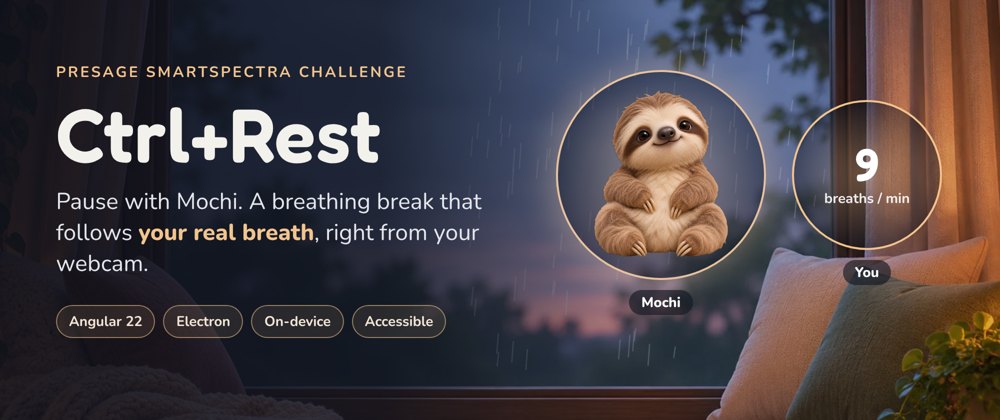 PRESAGE SMARTSPECTRA CHALLENGE
Ctrl+Rest
Pause with Mochi. A breathing break that
follows your real breath, right from your
webcam.
Angular 22
Electron
On-device
Accessible
Mochi
9
breaths / min
You